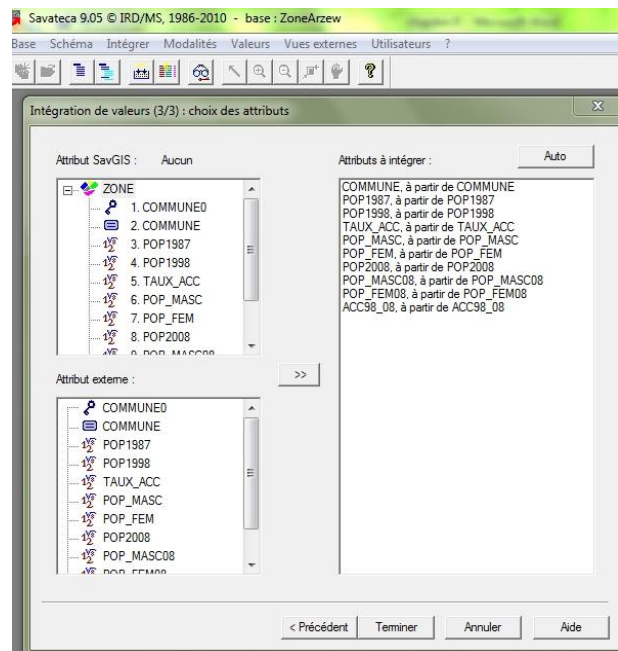 Savateca 9.05 © IRD/MS, 1986-2010 - base : ZoneArzew
Base Schéma Intégrer Modalités Valeurs Vues externes Utilisateurs ?
Intégration de valeurs (3/3) : choix des attributs
Attribut SavGIS : Aucun
ZONE
1. COMMUNE0
2. COMMUNE
3. POP1987
4. POP1998
5. TAUX_ACC
6. POP_MASC
7. POP_FEM
8. POP2008
9. POP_MASC08
Attribut externe :
COMMUNE0
COMMUNE
POP1987
POP1998
TAUX_ACC
POP_MASC
POP_FEM
POP2008
POP_MASC08
POP_FEM08
>>
Attributs à intégrer :
Auto
COMMUNE, à partir de COMMUNE
POP1987, à partir de POP1987
POP1998, à partir de POP1998
TAUX_ACC, à partir de TAUX_ACC
POP_MASC, à partir de POP_MASC
POP_FEM, à partir de POP_FEM
POP2008, à partir de POP2008
POP_MASC08, à partir de POP_MASC08
POP_FEM08, à partir de POP_FEM08
ACC98_08, à partir de ACC98_08
< Précédent Terminer Annuler Aide